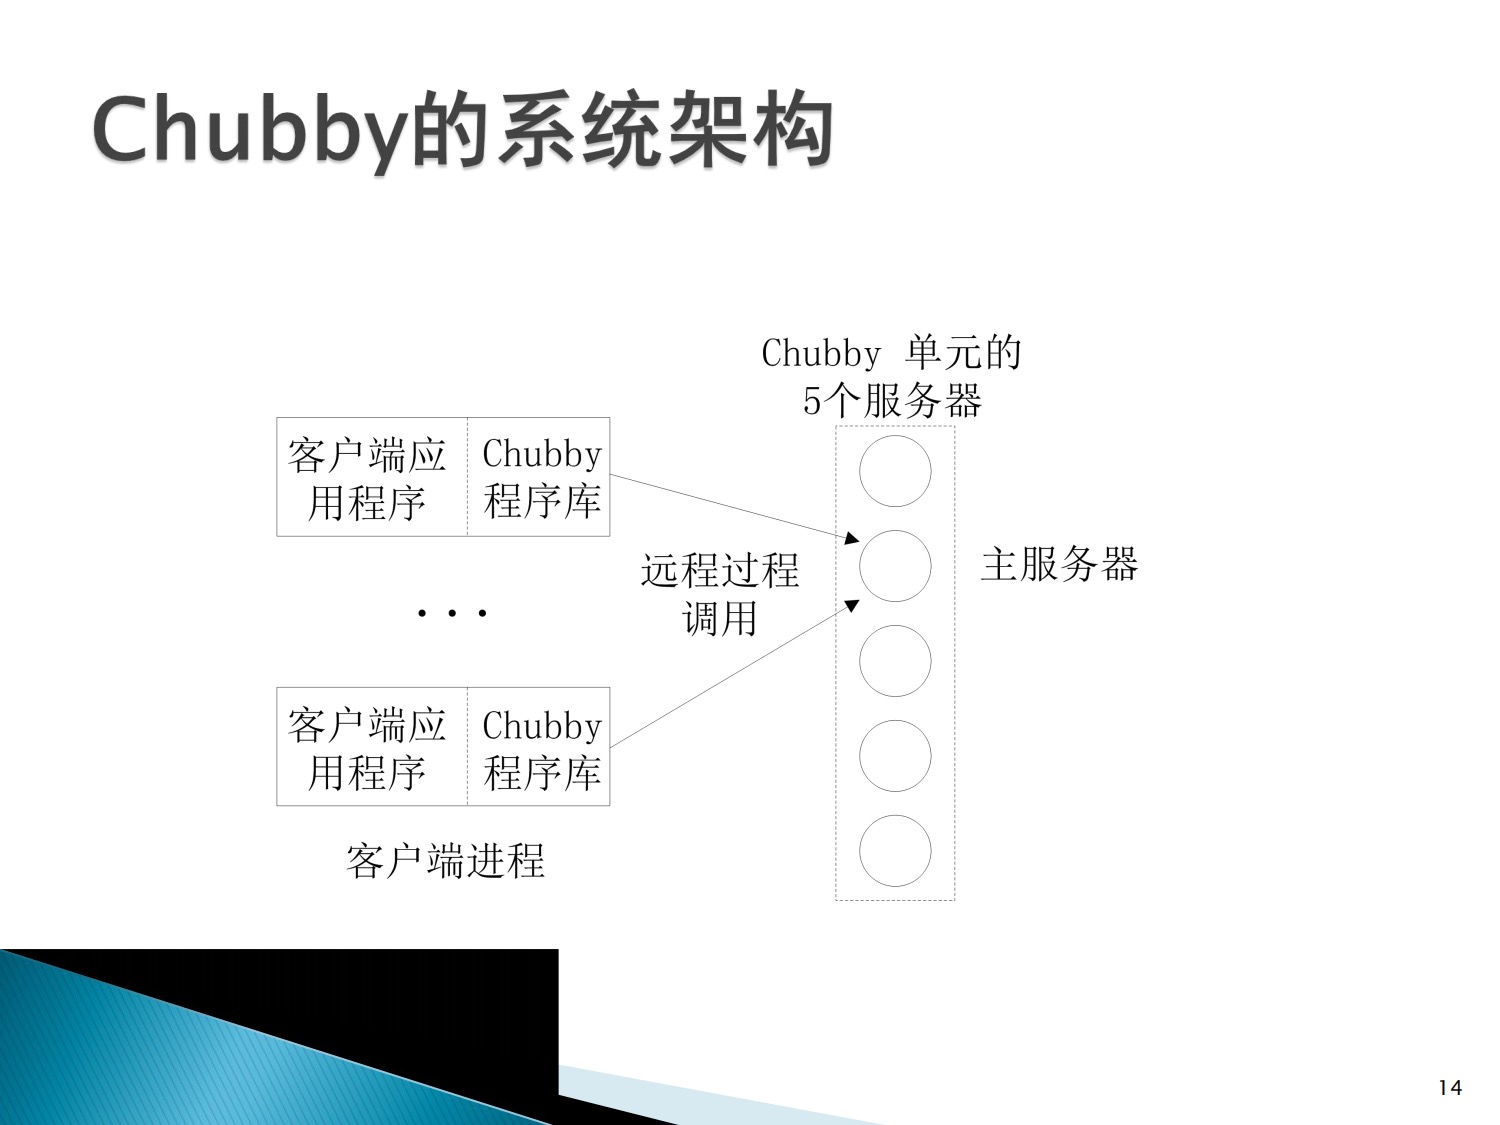 Chubby的系统架构
Chubby 单元的
5个服务器
客户端应
用程序
Chubby
程序库
远程过程
调用
主服务器
...
客户端应
用程序
Chubby
程序库
客户端进程
14